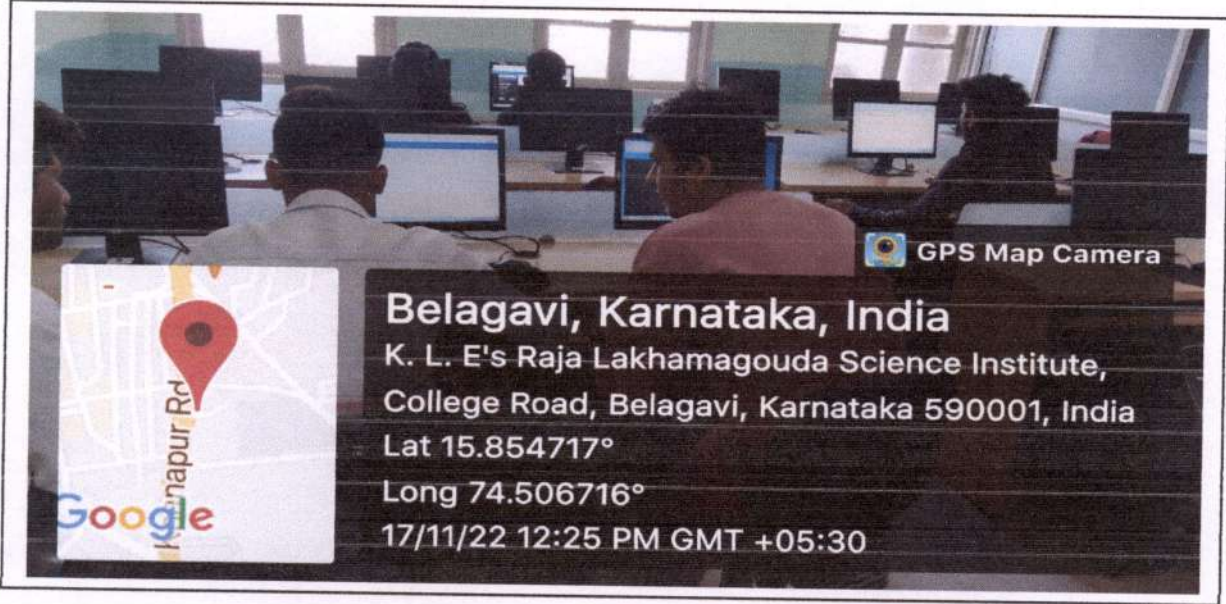 GPS Map Camera
Belagavi, Karnataka, India
K. L. E's Raja Lakhamagouda Science Institute,
College Road, Belagavi, Karnataka 590001, India
Lat 15.854717°
Long 74.506716°
17/11/22 12:25 PM GMT +05:30
Google